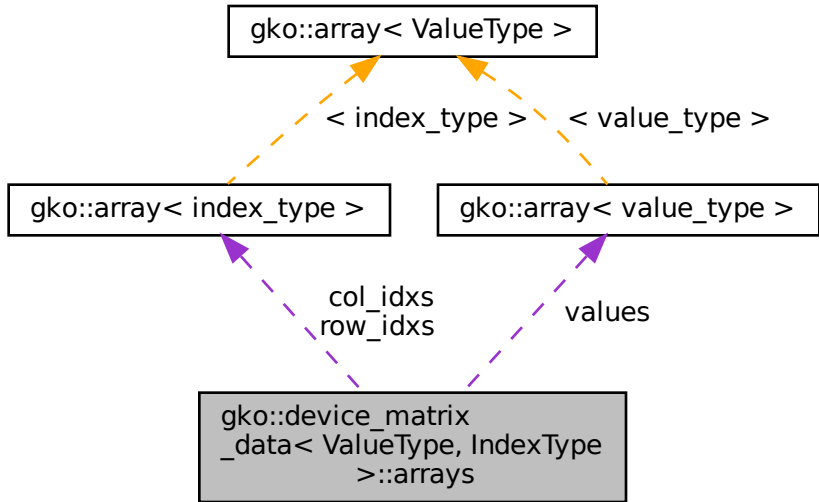 gko::array< ValueType >
< index_type >
< value_type >
gko::array< index_type >
gko::array< value_type >
col_idxs
row_idxs
values
gko::device_matrix
_data< ValueType, IndexType
>::arrays